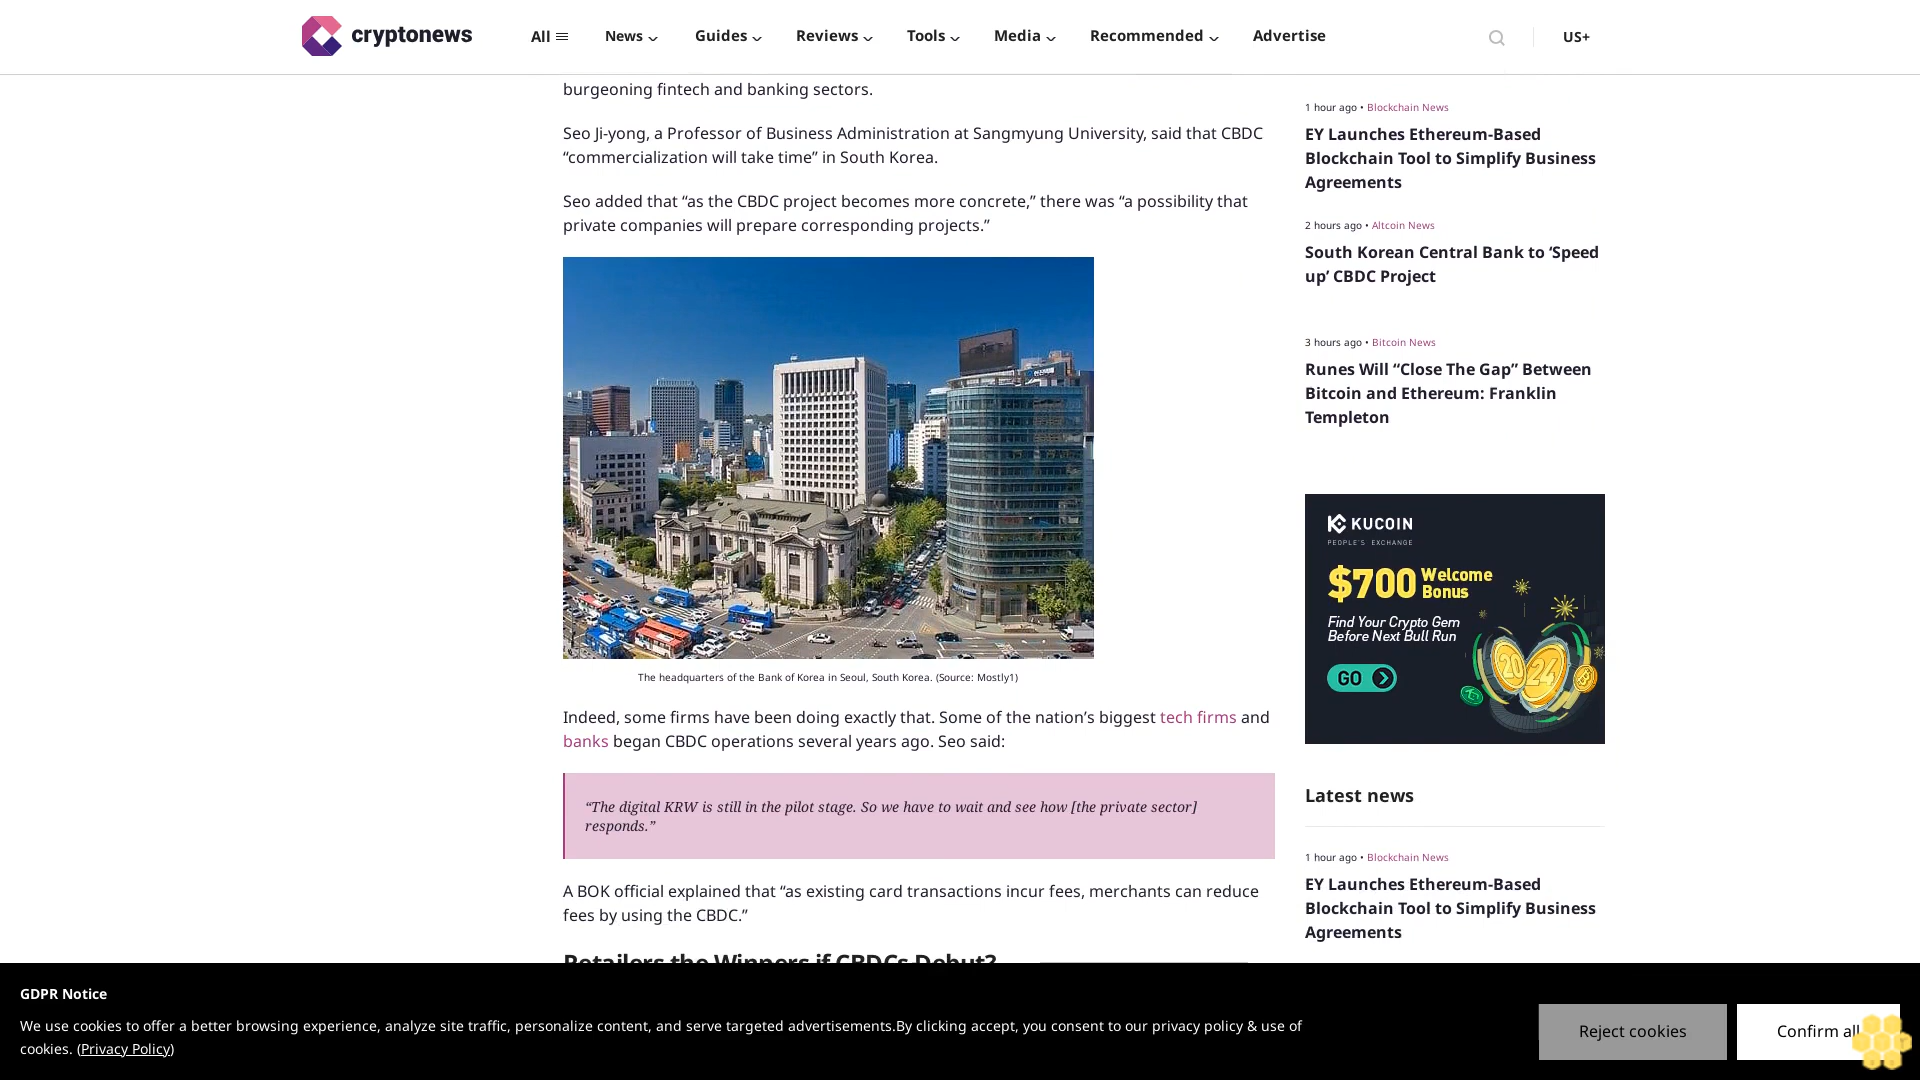 cryptonews
All
News
Guides
Reviews
Tools
Media
Recommended
Advertise
US+
burgeoning fintech and banking sectors.
Seo Ji-yong, a Professor of Business Administration at Sangmyung University, said that CBDC
“commercialization will take time” in South Korea.
Seo added that “as the CBDC project becomes more concrete,” there was “a possibility that
private companies will prepare corresponding projects.”
The headquarters of the Bank of Korea in Seoul, South Korea. (Source: Mostly1)
Indeed, some firms have been doing exactly that. Some of the nation’s biggest tech firms and
banks began CBDC operations several years ago. Seo said:
“The digital KRW is still in the pilot stage. So we have to wait and see how [the private sector]
responds.”
A BOK official explained that “as existing card transactions incur fees, merchants can reduce
fees by using the CBDC.”
Retailers the Winners if CBDCs Debut?
1 hour ago • Blockchain News
EY Launches Ethereum-Based
Blockchain Tool to Simplify Business
Agreements
2 hours ago • Altcoin News
South Korean Central Bank to ‘Speed
up’ CBDC Project
3 hours ago • Bitcoin News
Runes Will “Close The Gap” Between
Bitcoin and Ethereum: Franklin
Templeton
KUCOIN
PEOPLE'S EXCHANGE
$700 Welcome
Bonus
Find Your Crypto Gem
Before Next Bull Run
GO
20 24
Latest news
1 hour ago • Blockchain News
EY Launches Ethereum-Based
Blockchain Tool to Simplify Business
Agreements
GDPR Notice
We use cookies to offer a better browsing experience, analyze site traffic, personalize content, and serve targeted advertisements.By clicking accept, you consent to our privacy policy & use of
cookies. (Privacy Policy)
Reject cookies
Confirm all